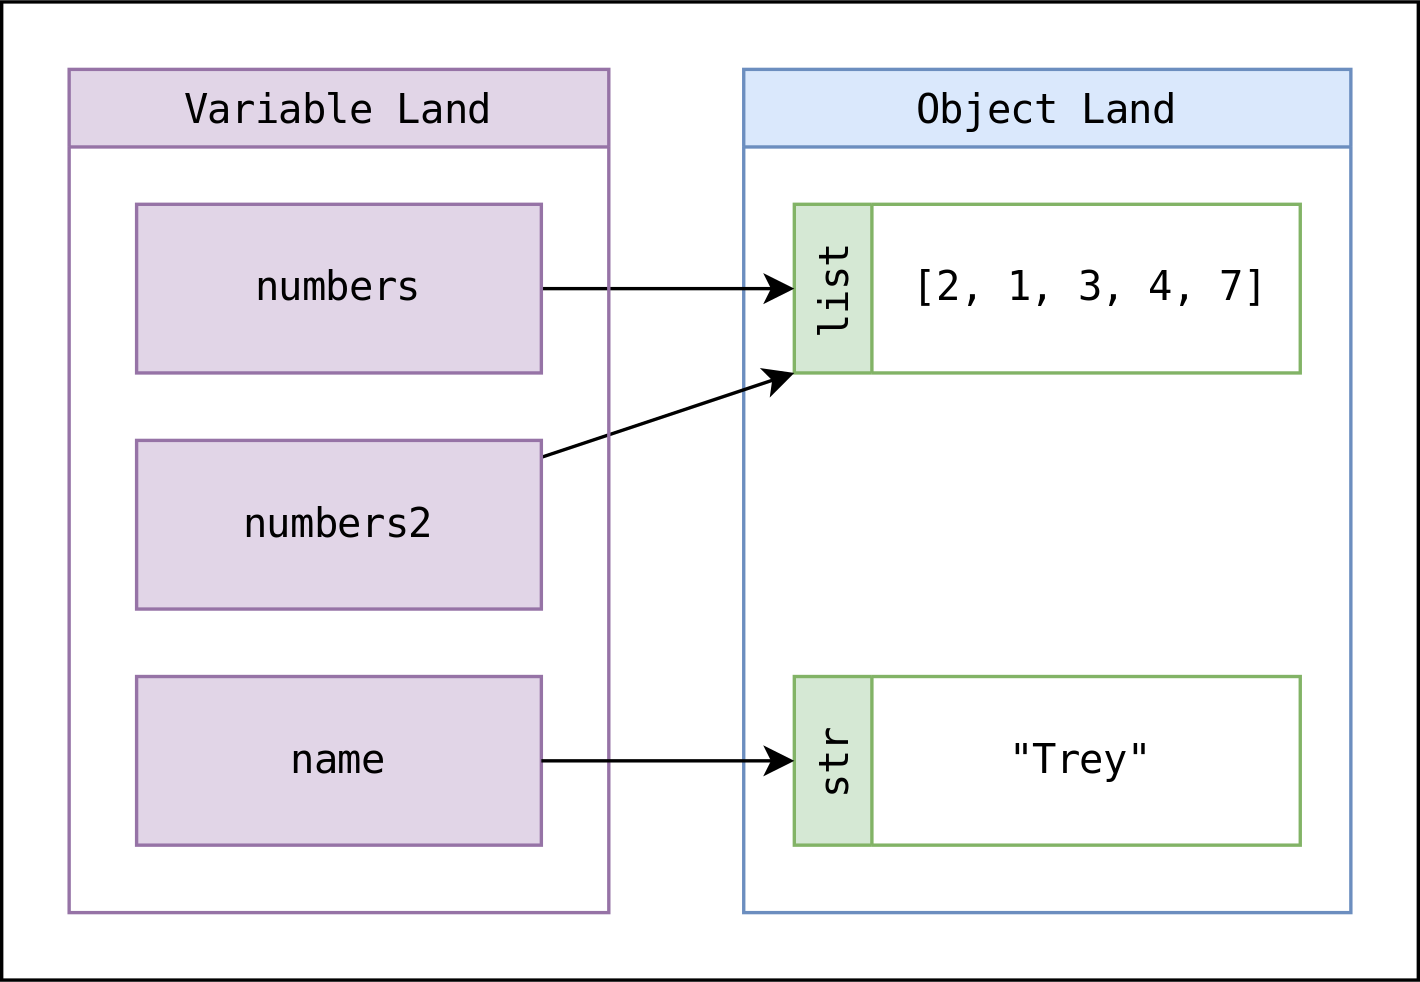 Variable Land
numbers
numbers2
name
Object Land
list
[2, 1, 3, 4, 7]
str
"Trey"